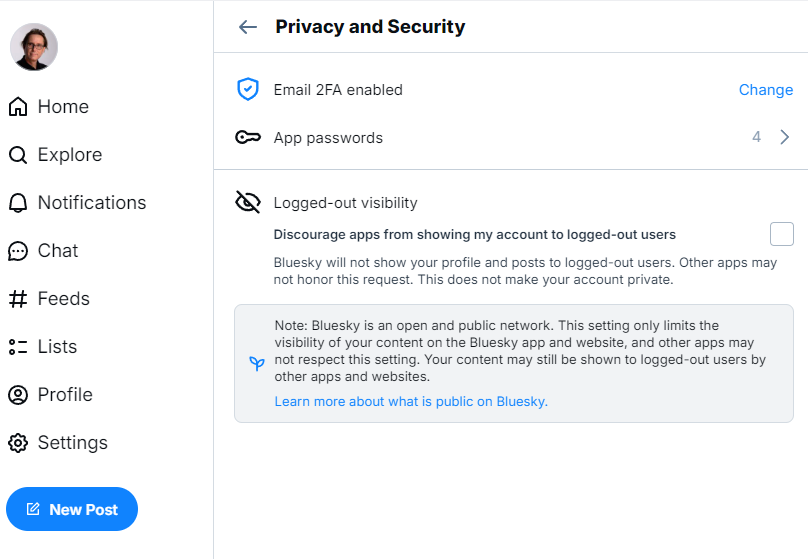 Privacy and Security
Home
Explore
Notifications
Chat
Feeds
Lists
Profile
Settings
New Post
Email 2FA enabled
Change
App passwords
4
Logged-out visibility
Discourage apps from showing my account to logged-out users
Bluesky will not show your profile and posts to logged-out users. Other apps may
not honor this request. This does not make your account private.
Note: Bluesky is an open and public network. This setting only limits the
visibility of your content on the Bluesky app and website, and other apps may
not respect this setting. Your content may still be shown to logged-out users by
other apps and websites.
Learn more about what is public on Bluesky.